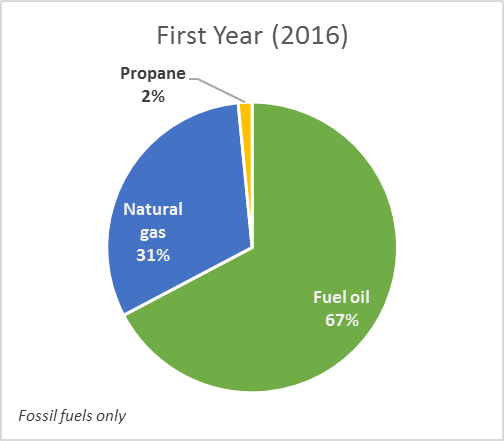 First Year (2016)
Propane
2%
Natural
gas
31%
Fuel oil
67%
Fossil fuels only